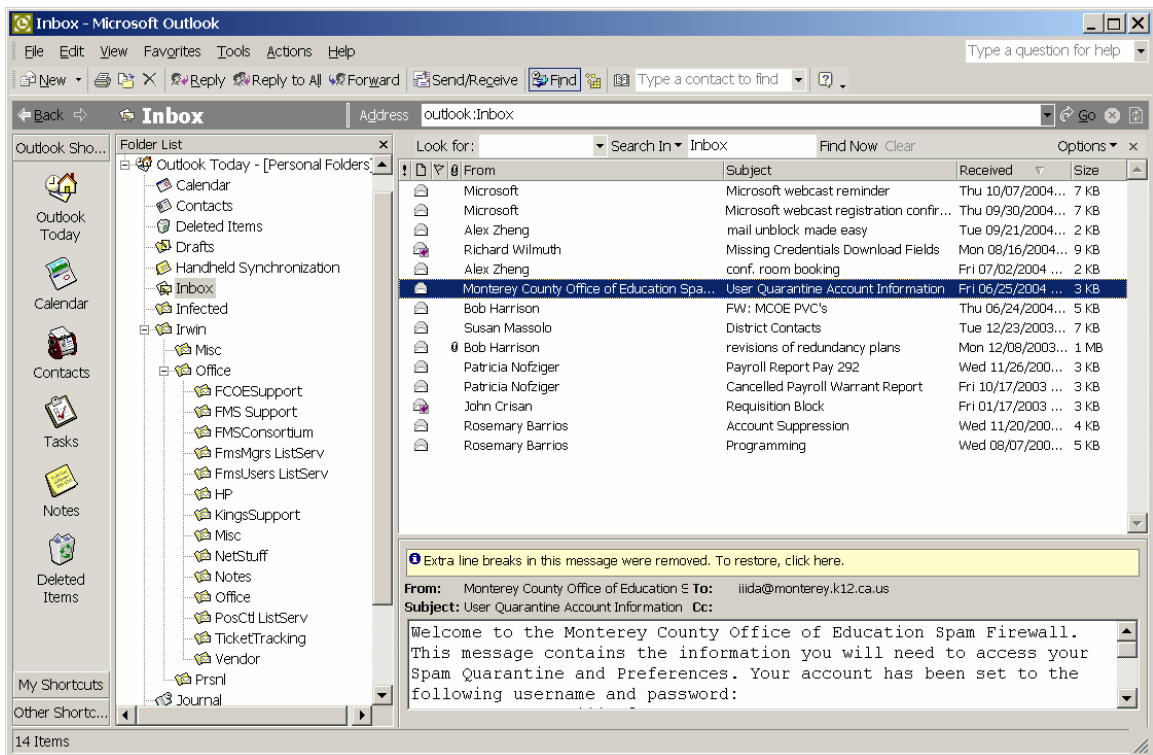 Inbox - Microsoft Outlook
File Edit View Favorites Tools Actions Help Type a question for help
New Reply Reply to All Forward Send/Receive Find Type a contact to find
Back Inbox Address outlook:Inbox Go
Outlook Sho...
Outlook Today
Calendar
Contacts
Tasks
Notes
Deleted Items
My Shortcuts
Other Shortc...
Folder List
Outlook Today - [Personal Folders]
Calendar
Contacts
Deleted Items
Drafts
Handheld Synchronization
Inbox
Infected
Irwin
Misc
Office
FCOESupport
FMS Support
FMSConsortium
FmsMgrs ListServ
FmsUsers ListServ
HP
KingsSupport
Misc
NetStuff
Notes
Office
PosCtl ListServ
TicketTracking
Vendor
Prsnl
Journal
Look for: Search In Inbox Find Now Clear Options
From Subject Received Size
Microsoft Microsoft webcast reminder Thu 10/07/2004... 7 KB
Microsoft Microsoft webcast registration confir... Thu 09/30/2004... 7 KB
Alex Zheng mail unblock made easy Tue 09/21/2004... 2 KB
Richard Wilmuth Missing Credentials Download Fields Mon 08/16/2004... 9 KB
Alex Zheng conf. room booking Fri 07/02/2004 ... 2 KB
Monterey County Office of Education Spa... User Quarantine Account Information Fri 06/25/2004 ... 3 KB
Bob Harrison FW: MCOE PVC's Thu 06/24/2004... 5 KB
Susan Massolo District Contacts Tue 12/23/2003... 7 KB
Bob Harrison revisions of redundancy plans Mon 12/08/2003... 1 MB
Patricia Nofziger Payroll Report Pay 292 Wed 11/26/200... 3 KB
Patricia Nofziger Cancelled Payroll Warrant Report Fri 10/17/2003 ... 3 KB
John Crisan Requisition Block Fri 01/17/2003 ... 3 KB
Rosemary Barrios Account Suppression Wed 11/20/200... 4 KB
Rosemary Barrios Programming Wed 08/07/200... 5 KB
Extra line breaks in this message were removed. To restore, click here.
From: Monterey County Office of Education S To: iiida@monterey.k12.ca.us
Subject: User Quarantine Account Information Cc:
Welcome to the Monterey County Office of Education Spam Firewall.
This message contains the information you will need to access your
Spam Quarantine and Preferences. Your account has been set to the
following username and password:
14 Items